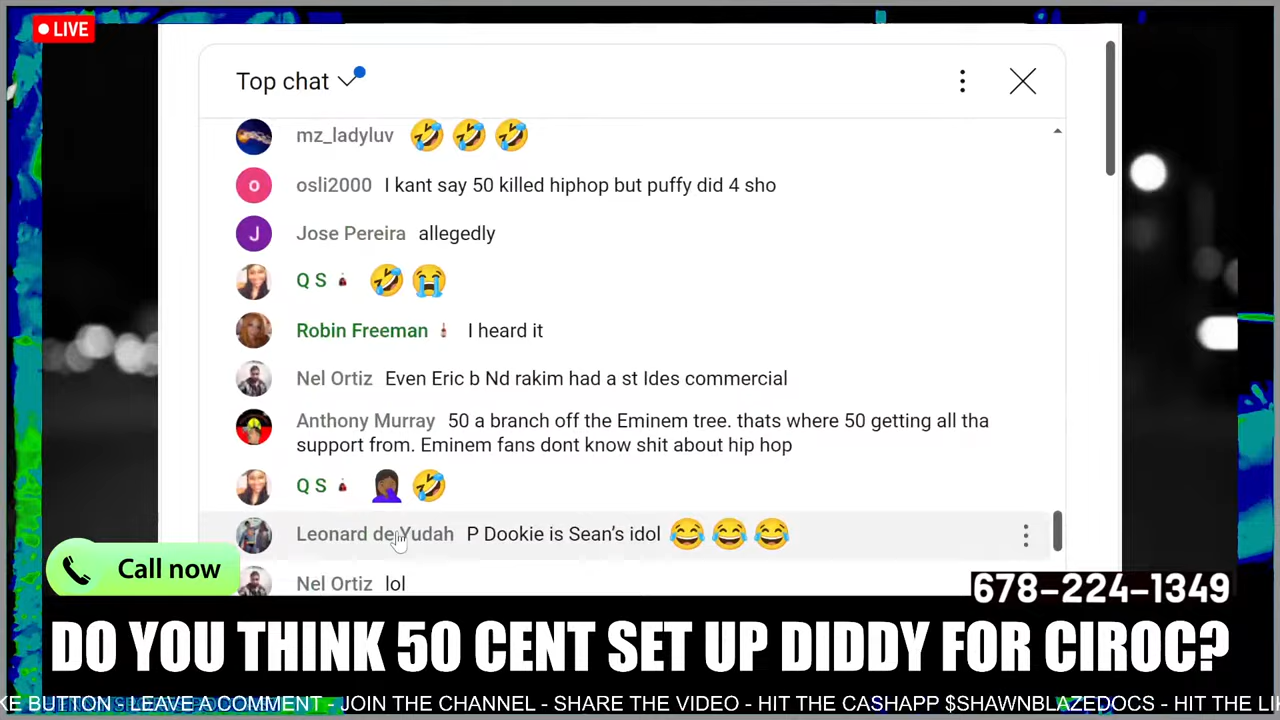 LIVE
Top chat
mz_ladyluv 🤣 🤣 🤣
o osli2000 I kant say 50 killed hiphop but puffy did 4 sho
J Jose Pereira allegedly
Q S 🤣 😭
Robin Freeman I heard it
Nel Ortiz Even Eric b Nd rakim had a st Ides commercial
Anthony Murray 50 a branch off the Eminem tree. thats where 50 getting all tha
support from. Eminem fans dont know shit about hip hop
Q S 🤦🏾‍♀️ 🤣
Leonard de Yudah P Dookie is Sean’s idol 😂 😂 😂
Nel Ortiz lol
Call now
678-224-1349
DO YOU THINK 50 CENT SET UP DIDDY FOR CIROC?
KE BUTTON - LEAVE A COMMENT - JOIN THE CHANNEL - SHARE THE VIDEO - HIT THE CASHAPP $SHAWNBLAZEDOCS - HIT THE LI